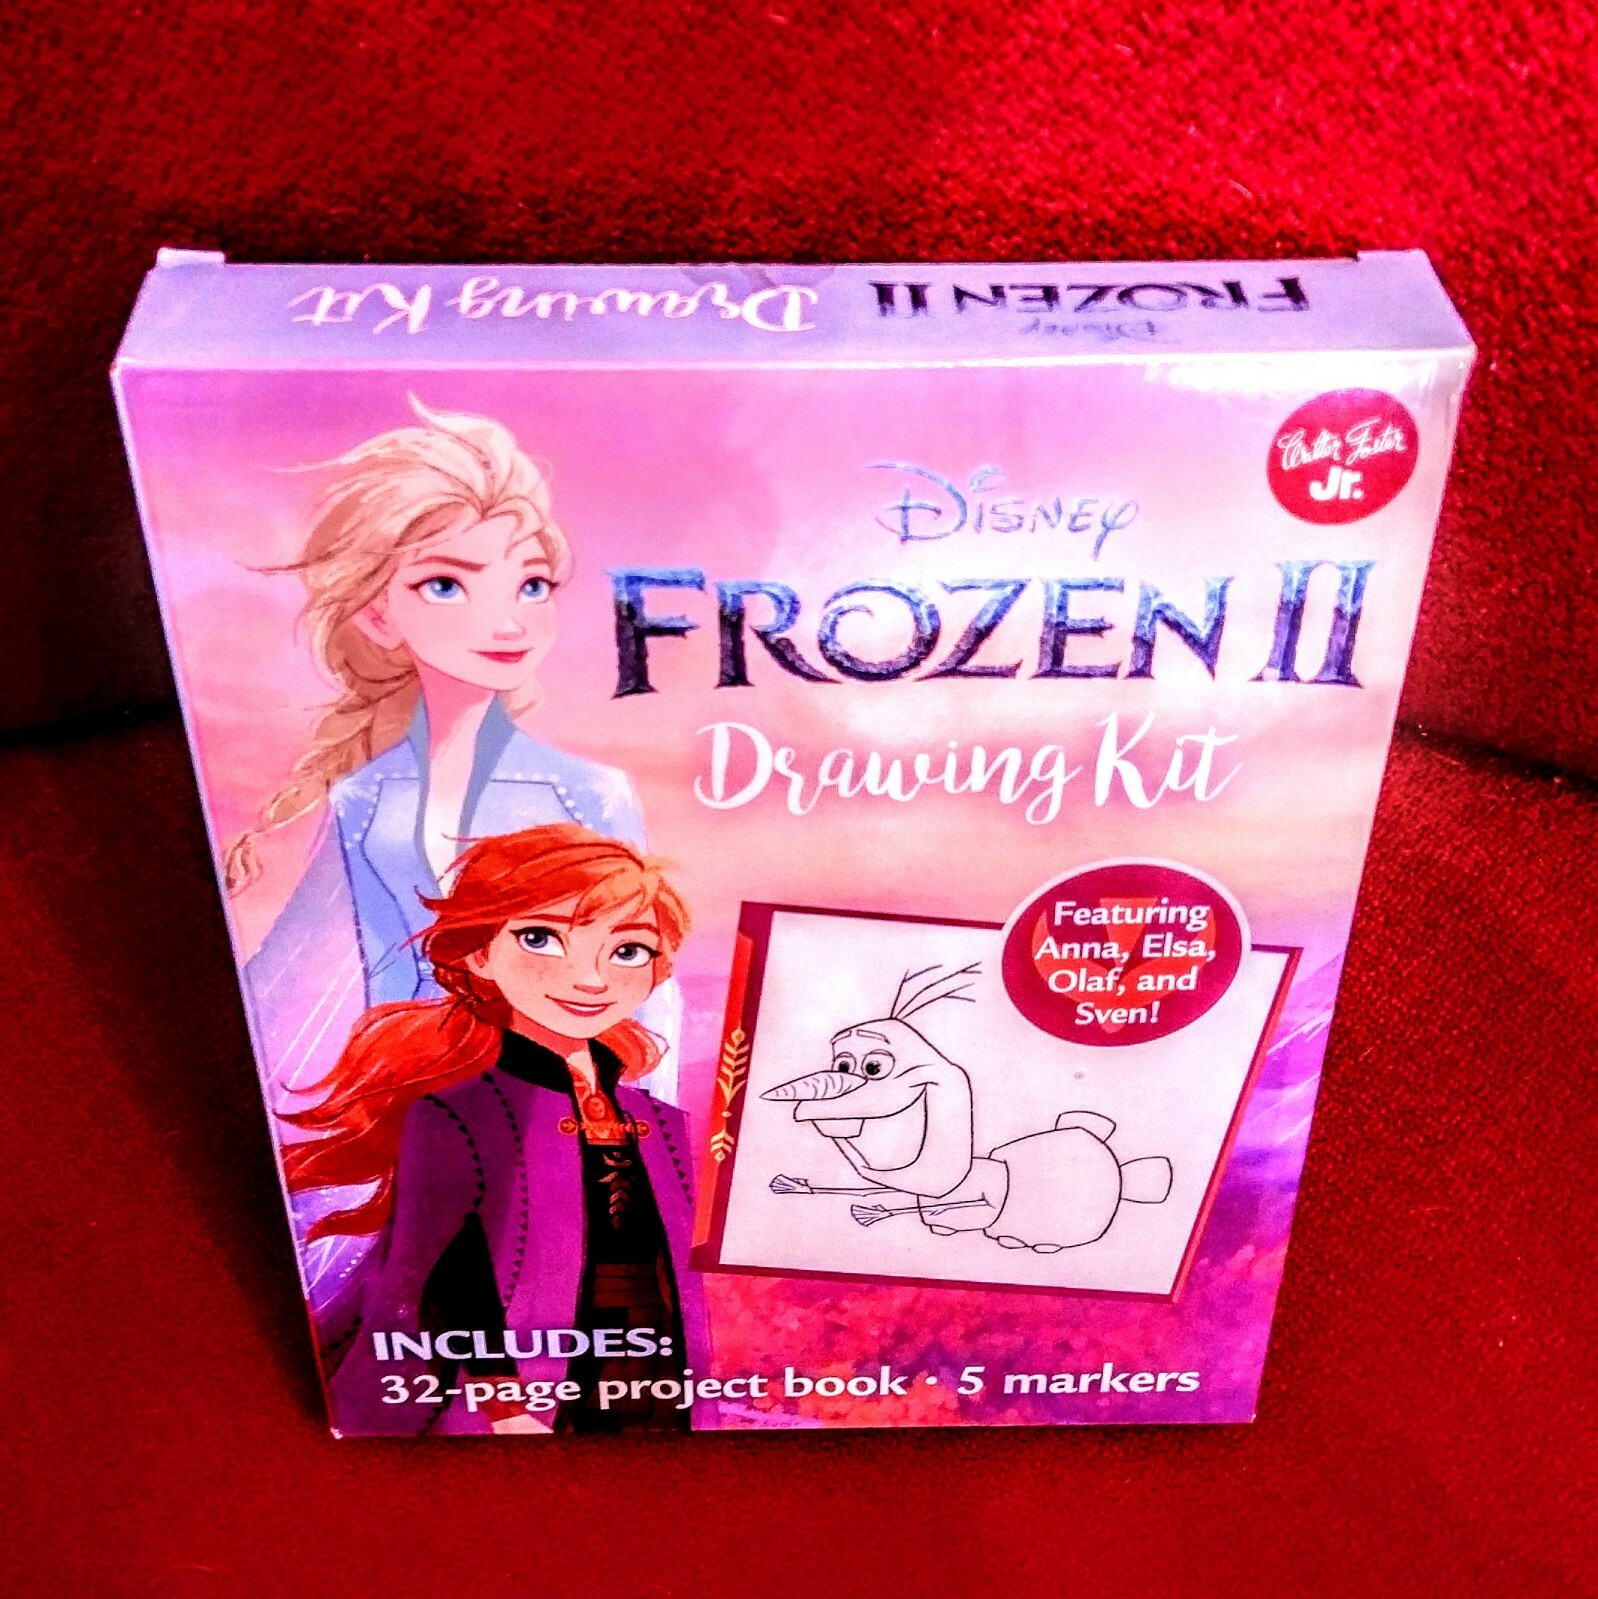 Drawing Kit
Disney
FROZEN II
Walter Foster
Jr.
DISNEY
FROZEN II
Drawing Kit
Featuring
Anna, Elsa,
Olaf, and
Sven!
INCLUDES:
32-page project book • 5 markers